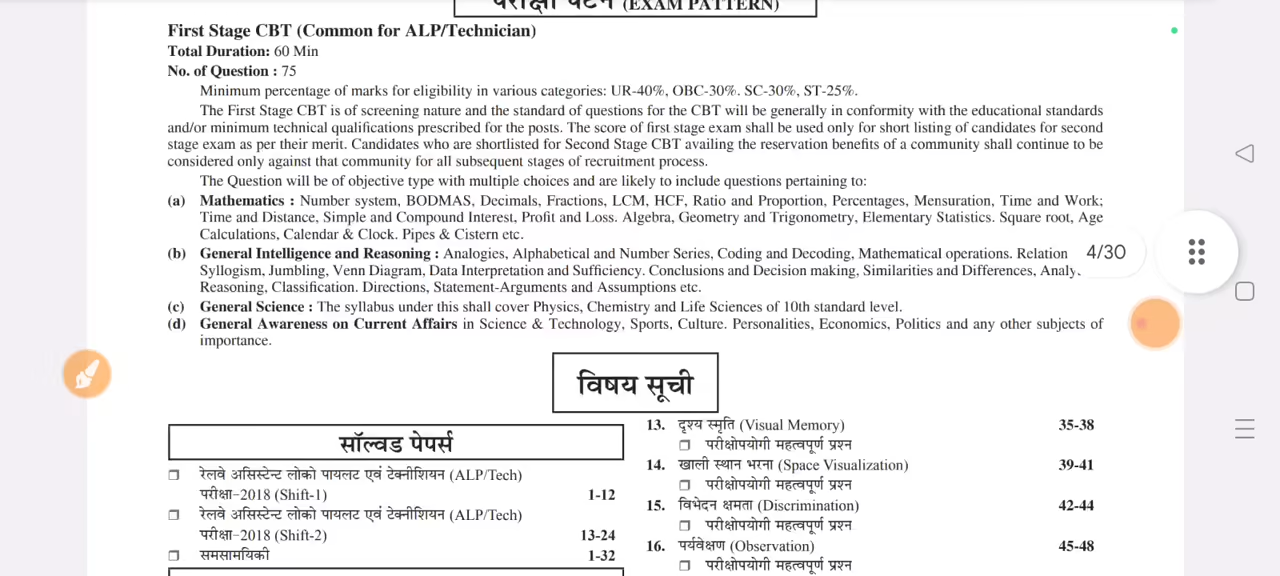 परीक्षा पैटर्न (EXAM PATTERN)
First Stage CBT (Common for ALP/Technician)
Total Duration: 60 Min
No. of Question : 75
Minimum percentage of marks for eligibility in various categories: UR-40%, OBC-30%. SC-30%, ST-25%.
The First Stage CBT is of screening nature and the standard of questions for the CBT will be generally in conformity with the educational standards
and/or minimum technical qualifications prescribed for the posts. The score of first stage exam shall be used only for short listing of candidates for second
stage exam as per their merit. Candidates who are shortlisted for Second Stage CBT availing the reservation benefits of a community shall continue to be
considered only against that community for all subsequent stages of recruitment process.
The Question will be of objective type with multiple choices and are likely to include questions pertaining to:
(a) Mathematics : Number system, BODMAS, Decimals, Fractions, LCM, HCF, Ratio and Proportion, Percentages, Mensuration, Time and Work;
Time and Distance, Simple and Compound Interest, Profit and Loss. Algebra, Geometry and Trigonometry, Elementary Statistics. Square root, Age
Calculations, Calendar & Clock. Pipes & Cistern etc.
(b) General Intelligence and Reasoning : Analogies, Alphabetical and Number Series, Coding and Decoding, Mathematical operations. Relation
Syllogism, Jumbling, Venn Diagram, Data Interpretation and Sufficiency. Conclusions and Decision making, Similarities and Differences, Analy
Reasoning, Classification. Directions, Statement-Arguments and Assumptions etc.
4/30
(c) General Science : The syllabus under this shall cover Physics, Chemistry and Life Sciences of 10th standard level.
(d) General Awareness on Current Affairs in Science & Technology, Sports, Culture. Personalities, Economics, Politics and any other subjects of
importance.
विषय सूची
सॉल्वड पेपर्स
❐ रेलवे असिस्टेन्ट लोको पायलट एवं टेक्नीशियन (ALP/Tech)
परीक्षा-2018 (Shift-1) 1-12
❐ रेलवे असिस्टेन्ट लोको पायलट एवं टेक्नीशियन (ALP/Tech)
परीक्षा-2018 (Shift-2) 13-24
❐ समसामयिकी 1-32
13. दृश्य स्मृति (Visual Memory) 35-38
❐ परीक्षोपयोगी महत्वपूर्ण प्रश्न
14. खाली स्थान भरना (Space Visualization) 39-41
❐ परीक्षोपयोगी महत्वपूर्ण प्रश्न
15. विभेदन क्षमता (Discrimination) 42-44
❐ परीक्षोपयोगी महत्वपूर्ण प्रश्न
16. पर्यवेक्षण (Observation) 45-48
❐ परीक्षोपयोगी महत्वपूर्ण प्रश्न